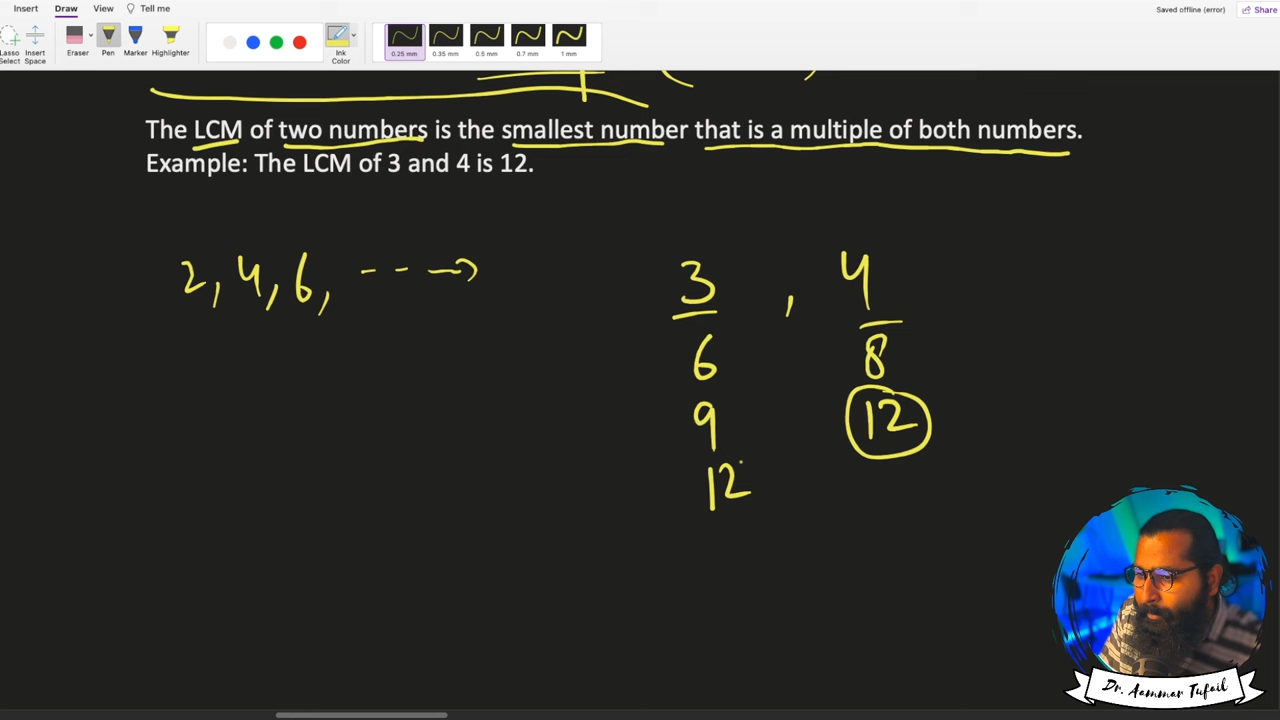 Insert Draw View Tell me Saved offline (error) Share
Lasso Select Insert Space Eraser Pen Marker Highlighter Ink Color 0.25 mm 0.35 mm 0.5 mm 0.7 mm 1 mm
The LCM of two numbers is the smallest number that is a multiple of both numbers.
Example: The LCM of 3 and 4 is 12.
2, 4, 6, - - →
3 , 4
6 8
9 12
12
Dr. Aammar Tufail